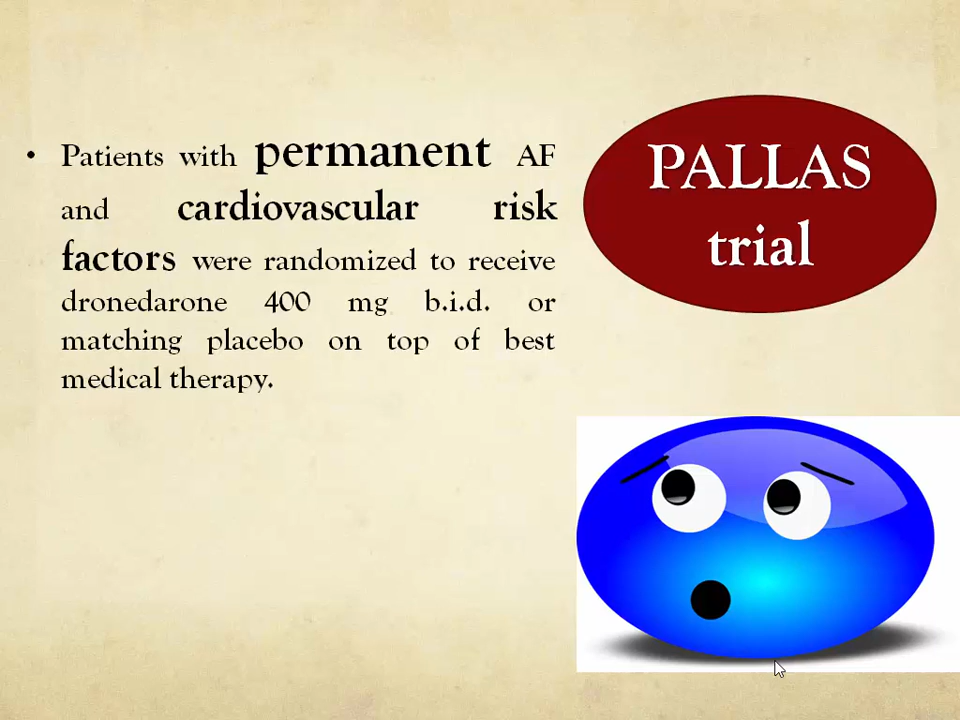 • Patients with permanent AF
and cardiovascular risk
factors were randomized to receive
dronedarone 400 mg b.i.d. or
matching placebo on top of best
medical therapy.
PALLAS
trial